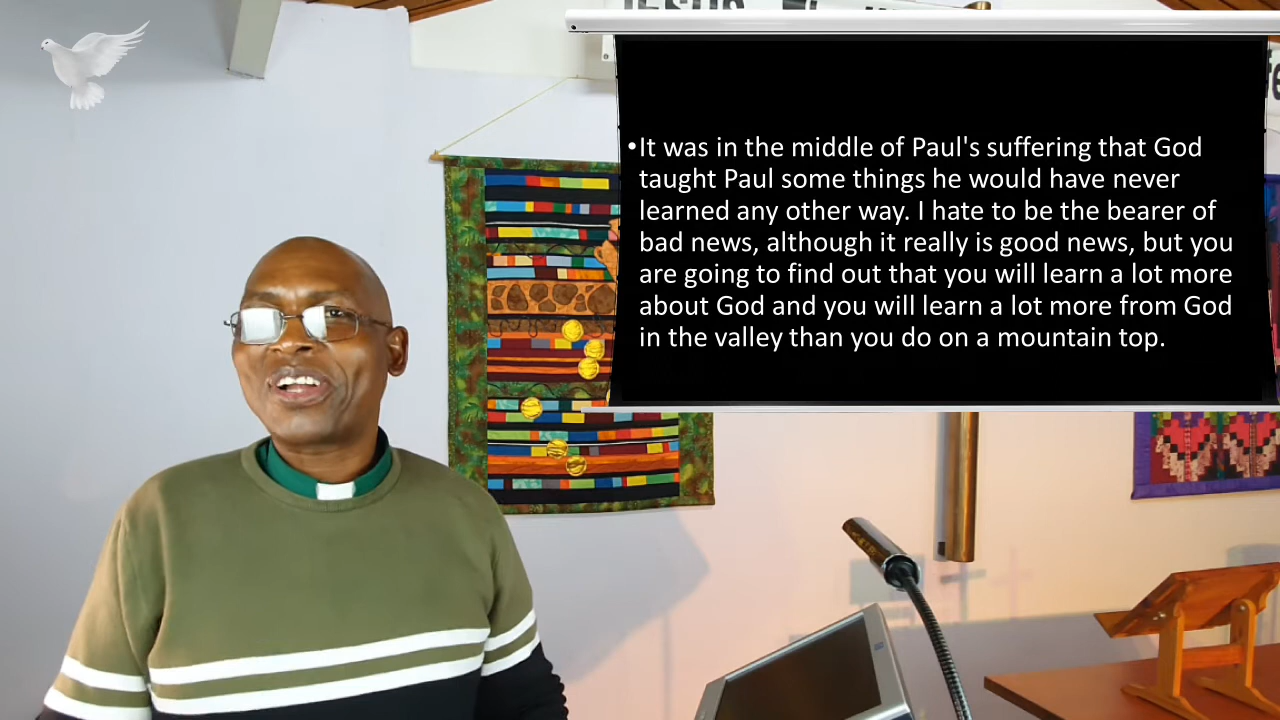 JESUS
•It was in the middle of Paul's suffering that God
taught Paul some things he would have never
learned any other way. I hate to be the bearer of
bad news, although it really is good news, but you
are going to find out that you will learn a lot more
about God and you will learn a lot more from God
in the valley than you do on a mountain top.